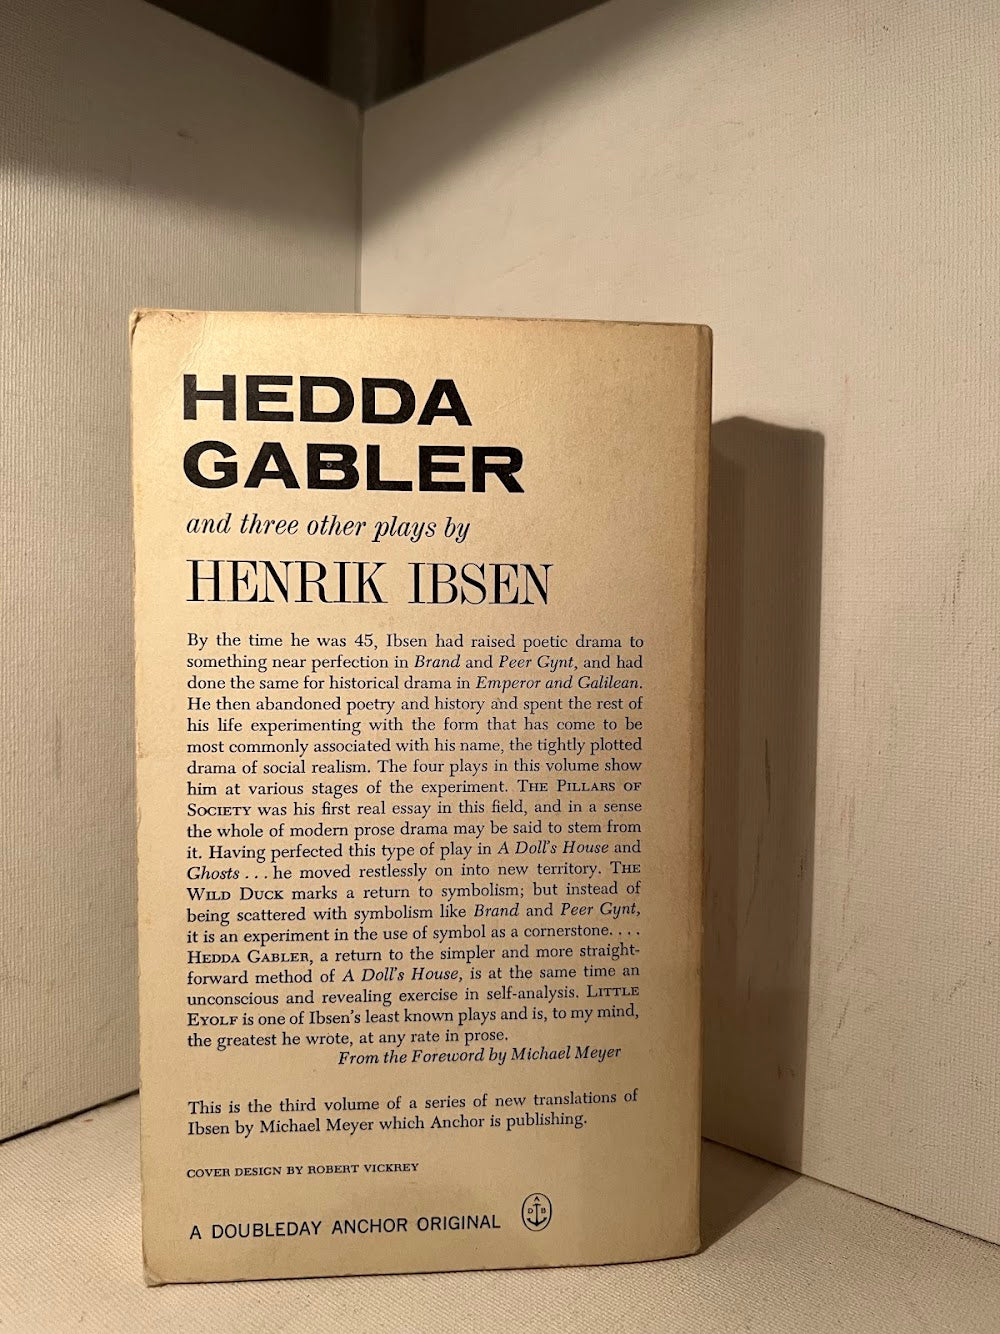 HEDDA
GABLER
and three other plays by
HENRIK IBSEN
By the time he was 45, Ibsen had raised poetic drama to
something near perfection in Brand and Peer Gynt, and had
done the same for historical drama in Emperor and Galilean.
He then abandoned poetry and history and spent the rest of
his life experimenting with the form that has come to be
most commonly associated with his name, the tightly plotted
drama of social realism. The four plays in this volume show
him at various stages of the experiment. THE PILLARS OF
SOCIETY was his first real essay in this field, and in a sense
the whole of modern prose drama may be said to stem from
it. Having perfected this type of play in A Doll's House and
Ghosts . . . he moved restlessly on into new territory. THE
WILD DUCK marks a return to symbolism; but instead of
being scattered with symbolism like Brand and Peer Gynt,
it is an experiment in the use of symbol as a cornerstone. . . .
HEDDA GABLER, a return to the simpler and more straight-
forward method of A Doll's House, is at the same time an
unconscious and revealing exercise in self-analysis. LITTLE
EYOLF is one of Ibsen's least known plays and is, to my mind,
the greatest he wrote, at any rate in prose.
From the Foreword by Michael Meyer
This is the third volume of a series of new translations of
Ibsen by Michael Meyer which Anchor is publishing.
COVER DESIGN BY ROBERT VICKREY
A DOUBLEDAY ANCHOR ORIGINAL
A
D B